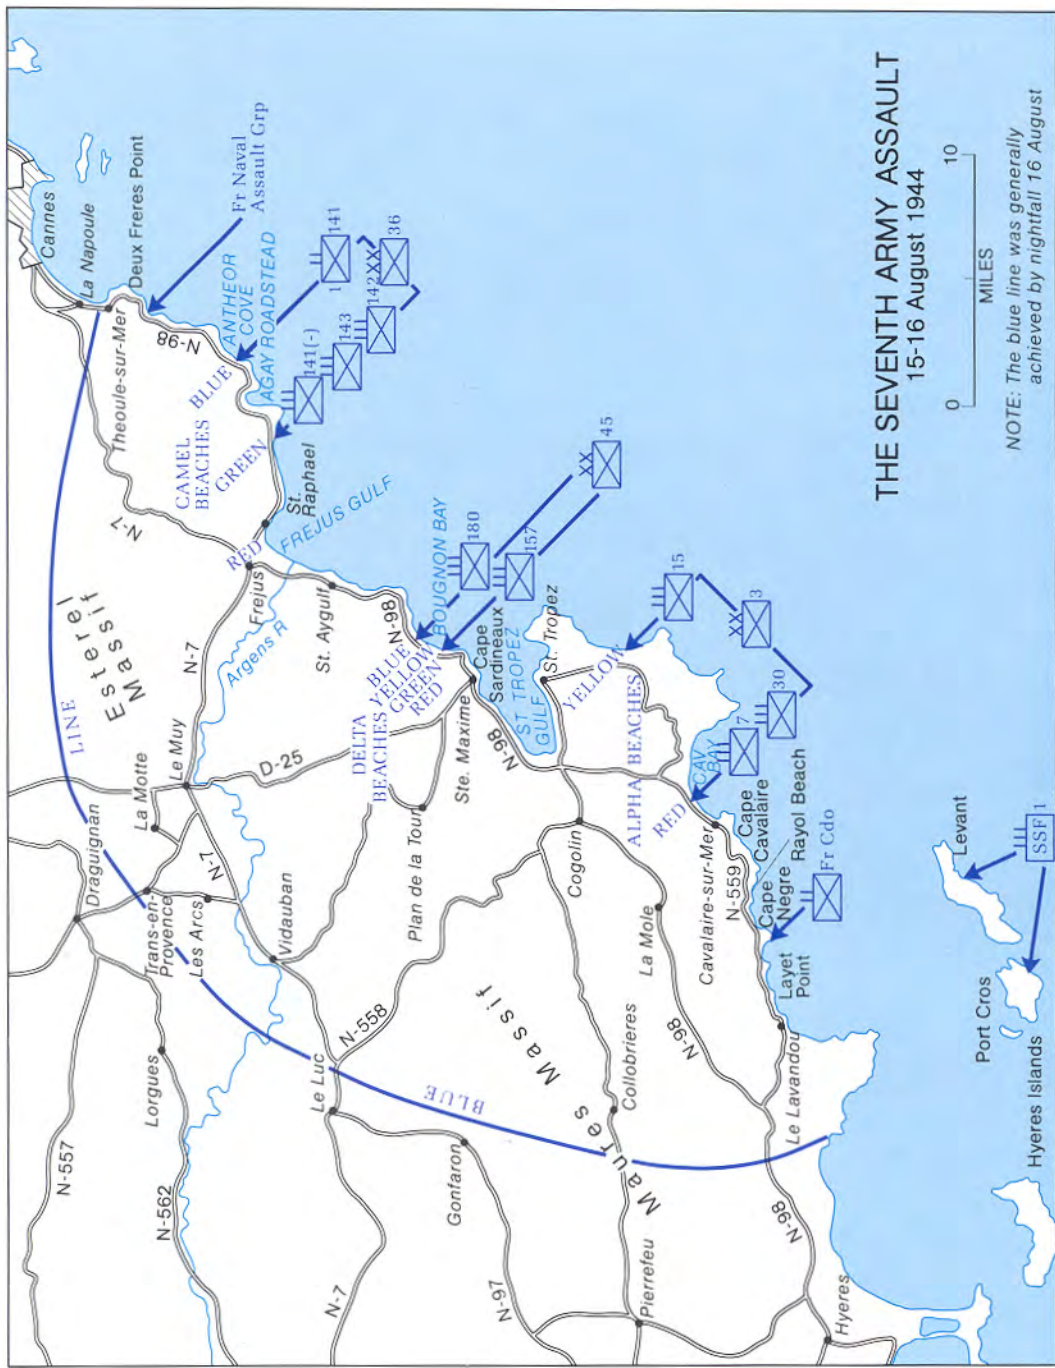 THE SEVENTH ARMY ASSAULT
15-16 August 1944
0
10
MILES
NOTE: The blue line was generally
achieved by nightfall 16 August
Cannes
La Napoule
Deux Freres Point
Theoule-sur-Mer
Fr Naval
Assault Grp
N-98
ANTHEOR
COVE
AGAY ROADSTEAD
BLUE
CAMEL
BEACHES
GREEN
RED
1
141
141(-)
143
142
XX
36
St.
Raphael
FREJUS GULF
Frejus
N-7
N-7
Esterel
Massif
LINE
Argens R
St. Aygulf
N-98
BOUGNON BAY
BLUE
YELLOW
GREEN
RED
DELTA
BEACHES
180
157
XX
45
Cape
Sardineaux
Ste. Maxime
N-98
ST TROPEZ
GULF
St. Tropez
YELLOW
ALPHA BEACHES
RED
15
XX
3
30
7
CAV
BAY
Cape
Cavalaire
Rayol Beach
Cavalaire-sur-Mer
N-559
Cape
Negre
Fr Cdo
Layet
Point
Le Muy
La Motte
Draguignan
D-25
N-7
Trans-en-
Provence
Les Arcs
Vidauban
Plan de la Tour
Cogolin
La Mole
N-98
N-558
Maures Massif
Collobrieres
Le Lavandou
Le Luc
BLUE
Lorgues
N-557
N-562
N-7
Gonfaron
N-97
Pierrefeu
N-98
Hyeres
Levant
SSF
1
Port Cros
Hyeres Islands